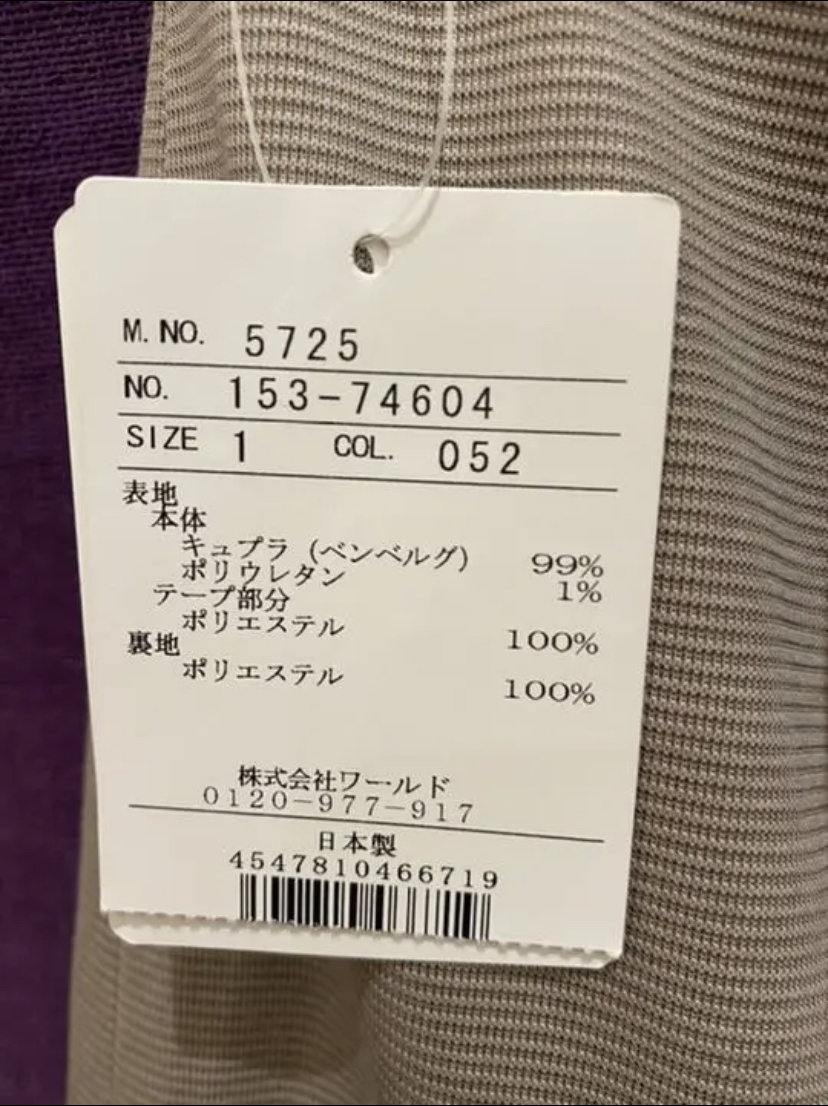 M. NO. 5725
NO. 153-74604
SIZE 1 COL. 052
表地
本体
キュプラ (ベンベルグ) 99%
ポリウレタン 1%
テープ部分
ポリエステル 100%
裏地
ポリエステル 100%
株式会社ワールド
0120-977-917
日本製
4547810466719